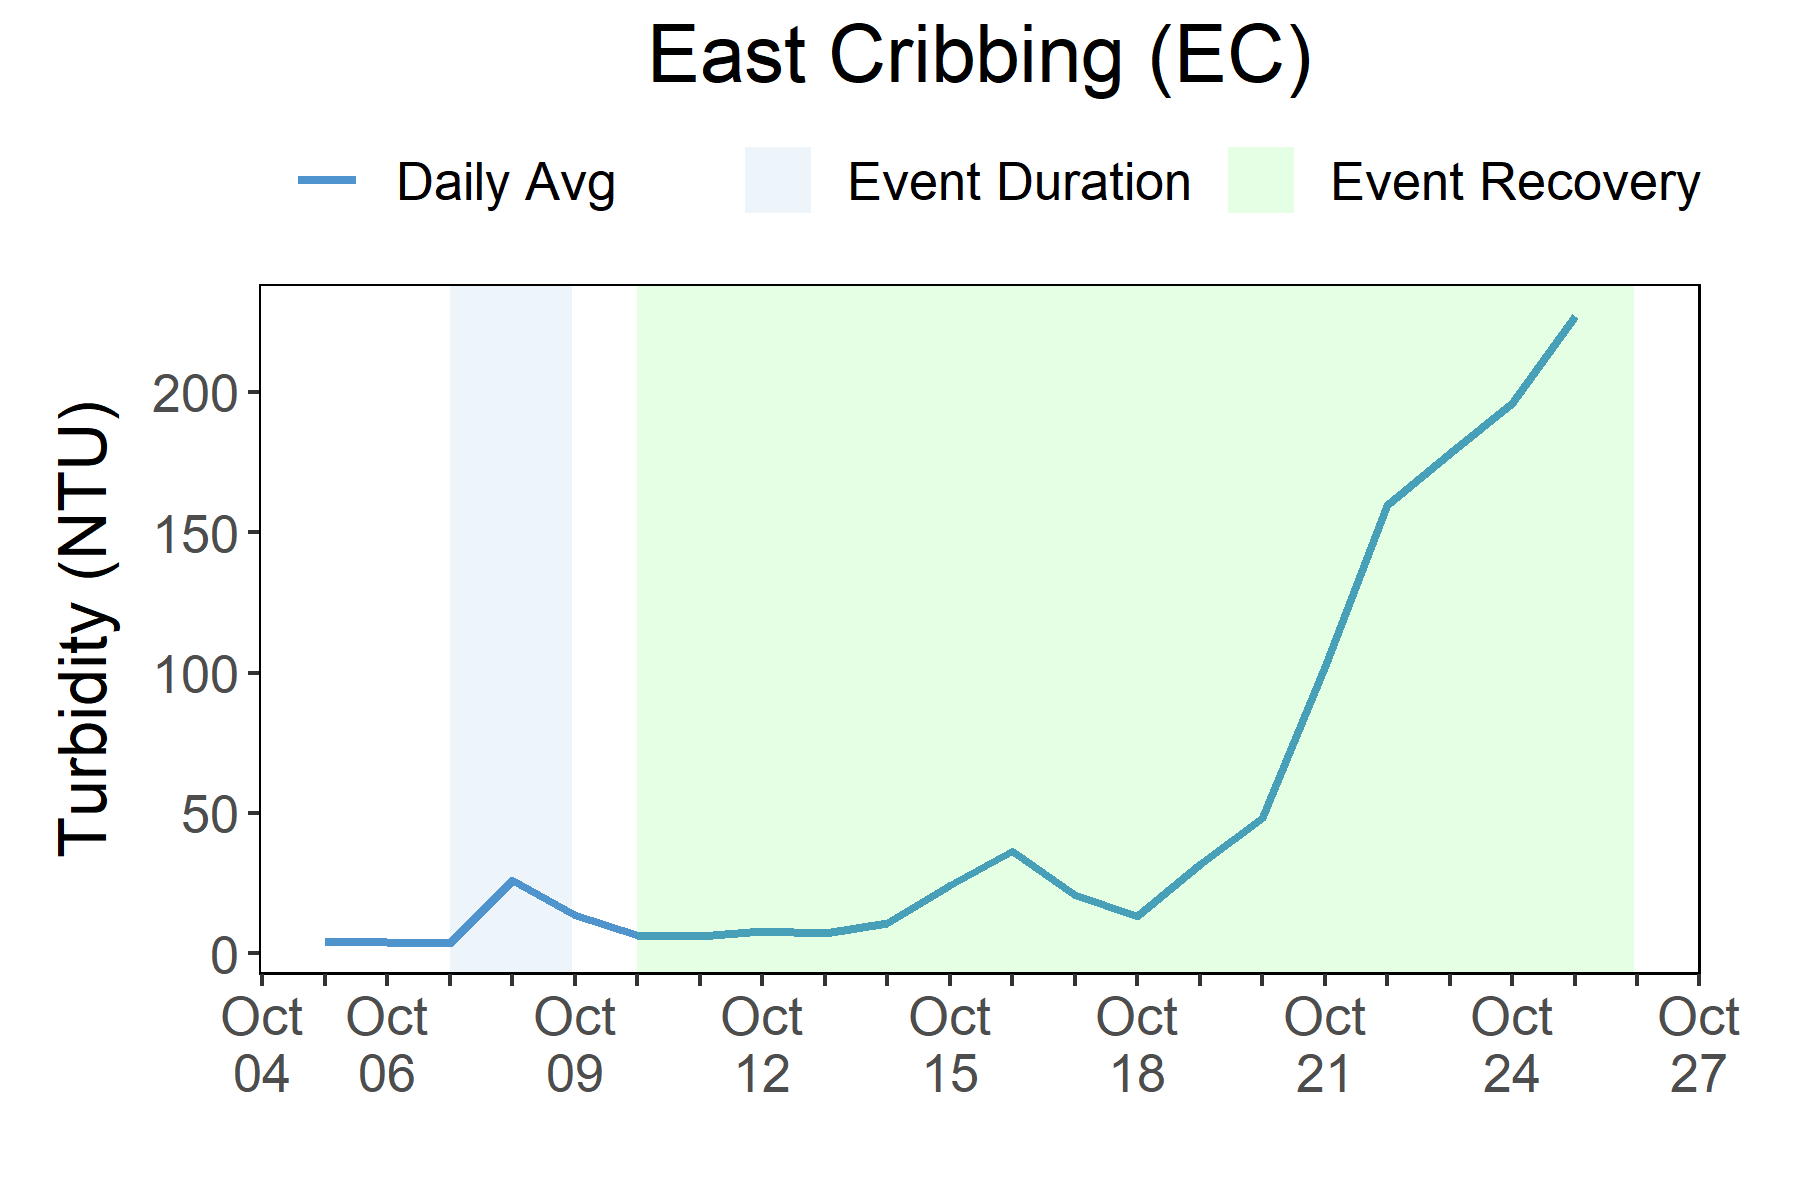 East Cribbing (EC)
Daily Avg Event Duration Event Recovery
Turbidity (NTU)
200
150
100
50
0
Oct Oct Oct Oct Oct Oct Oct Oct Oct
04 06 09 12 15 18 21 24 27